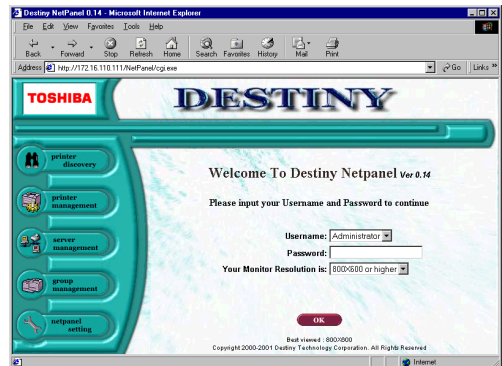 Destiny NetPanel 0.14 - Microsoft Internet Explorer
File Edit View Favorites Tools Help
Back Forward Stop Refresh Home Search Favorites History Mail Print
Address http://172.16.110.111/NetPanel/cgi.exe Go Links »
TOSHIBA
DESTINY
printer
discovery
printer
management
server
management
group
management
netpanel
setting
Welcome To Destiny Netpanel Ver 0.14
Please input your Username and Password to continue
Username: Administrator
Password:
Your Monitor Resolution is: 800X600 or higher
OK
Best viewed : 800X600
Copyright 2000-2001 Destiny Technology Corporation. All Rights Reserved
Internet